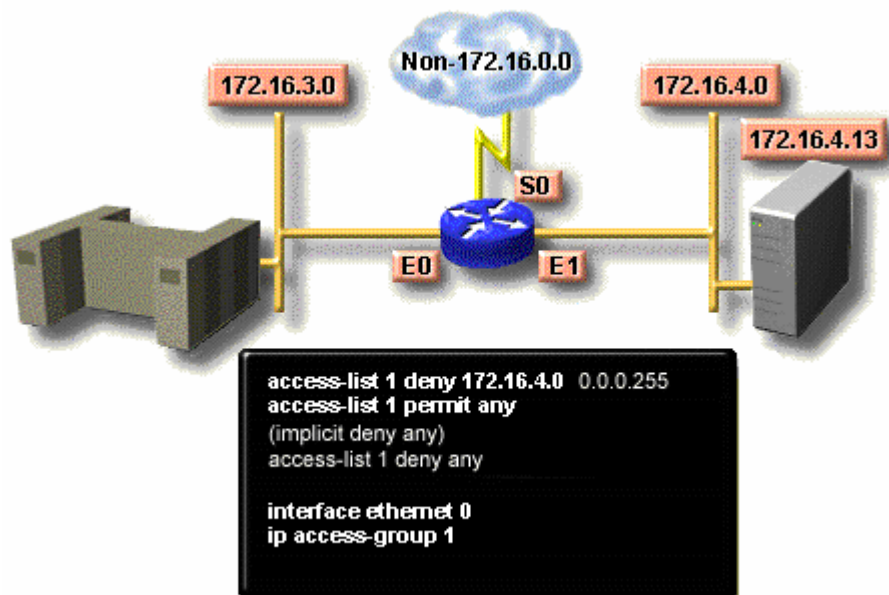 Non-172.16.0.0
172.16.3.0
172.16.4.0
172.16.4.13
S0
E0
E1
access-list 1 deny 172.16.4.0 0.0.0.255
access-list 1 permit any
(implicit deny any)
access-list 1 deny any
interface ethernet 0
ip access-group 1